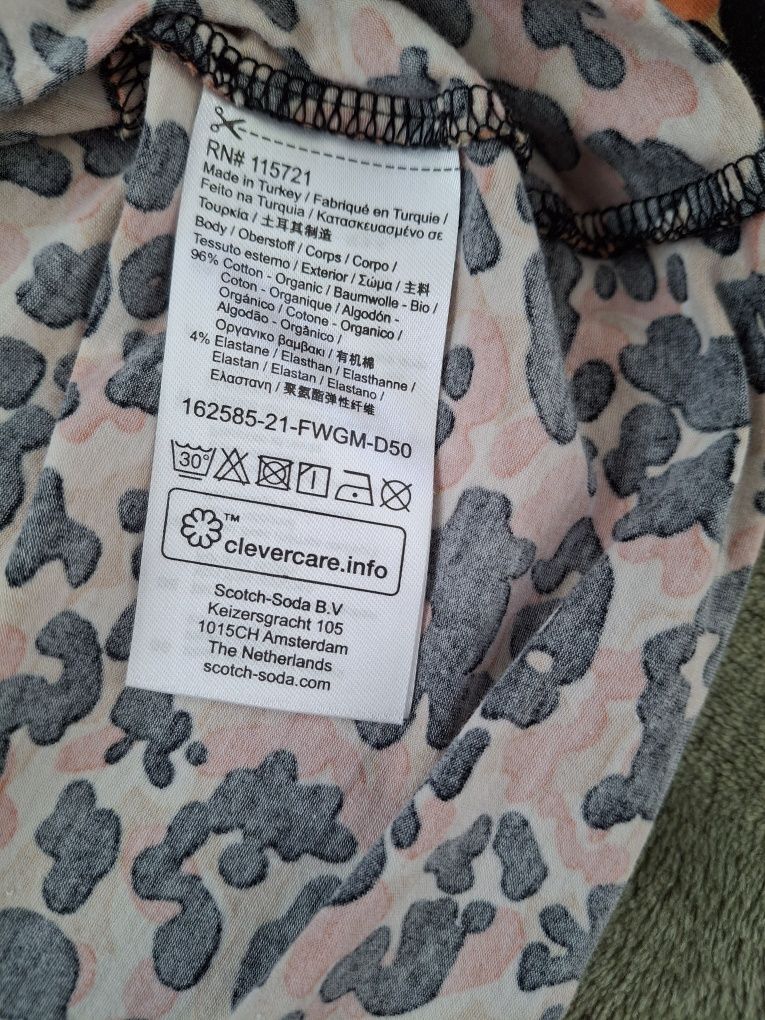 RN# 115721
Made in Turkey / Fabriqué en Turquie /
Feito na Turquia / Κατασκευασμένο σε
Τουρκία / 土耳其制造
Body / Oberstoff / Corps / Corpo /
Tessuto esterno / Exterior / Σώμα / 主料
96% Cotton - Organic / Baumwolle - Bio /
Coton - Organique / Algodón -
Orgánico / Cotone - Organico /
Algodão - Orgânico /
Οργανικο βαμβακι / 有机棉
4% Elastane / Elasthan / Elasthanne /
Elastan / Elastan / Elastano /
Ελαστανη / 聚氨酯弹性纤维
162585-21-FWGM-D50
30°
™
clevercare.info
Scotch-Soda B.V
Keizersgracht 105
1015CH Amsterdam
The Netherlands
scotch-soda.com